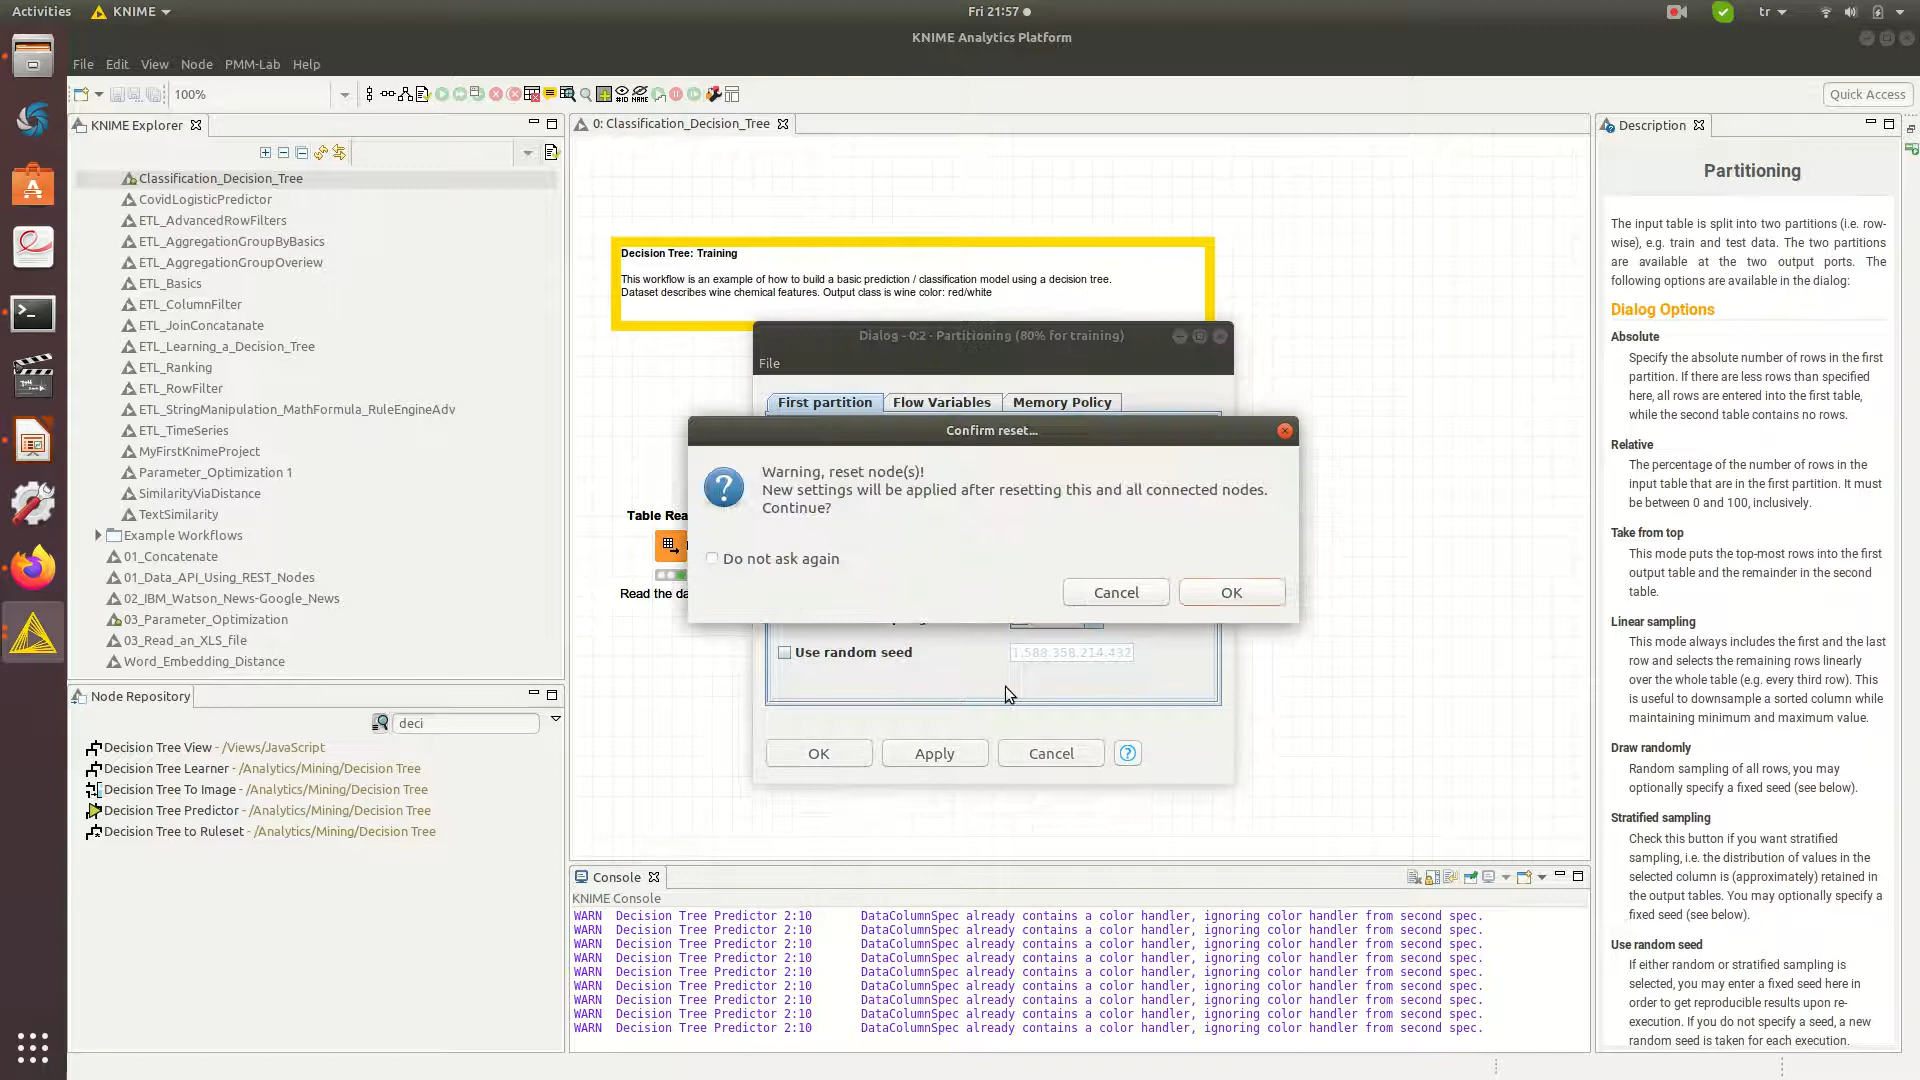 Activities
KNIME
Fri 21:57
tr
KNIME Analytics Platform
File Edit View Node PMM-Lab Help
100%
Quick Access
KNIME Explorer
Classification_Decision_Tree
CovidLogisticPredictor
ETL_AdvancedRowFilters
ETL_AggregationGroupByBasics
ETL_AggregationGroupOveriew
ETL_Basics
ETL_ColumnFilter
ETL_JoinConcatanate
ETL_Learning_a_Decision_Tree
ETL_Ranking
ETL_RowFilter
ETL_StringManipulation_MathFormula_RuleEngineAdv
ETL_TimeSeries
MyFirstKnimeProject
Parameter_Optimization 1
SimilarityViaDistance
TextSimilarity
Example Workflows
01_Concatenate
01_Data_API_Using_REST_Nodes
02_IBM_Watson_News-Google_News
03_Parameter_Optimization
03_Read_an_XLS_file
Word_Embedding_Distance
Node Repository
deci
Decision Tree View - /Views/JavaScript
Decision Tree Learner - /Analytics/Mining/Decision Tree
Decision Tree To Image - /Analytics/Mining/Decision Tree
Decision Tree Predictor - /Analytics/Mining/Decision Tree
Decision Tree to Ruleset - /Analytics/Mining/Decision Tree
0: Classification_Decision_Tree
Decision Tree: Training
This workflow is an example of how to build a basic prediction / classification model using a decision tree.
Dataset describes wine chemical features. Output class is wine color: red/white
Table Rea
Read the da
Dialog - 0:2 - Partitioning (80% for training)
File
First partition Flow Variables Memory Policy
Confirm reset...
Warning, reset node(s)!
New settings will be applied after resetting this and all connected nodes.
Continue?
Do not ask again
Cancel OK
Use random seed 1,588,358,214,432
OK Apply Cancel
Console
KNIME Console
WARN Decision Tree Predictor 2:10 DataColumnSpec already contains a color handler, ignoring color handler from second spec.
WARN Decision Tree Predictor 2:10 DataColumnSpec already contains a color handler, ignoring color handler from second spec.
WARN Decision Tree Predictor 2:10 DataColumnSpec already contains a color handler, ignoring color handler from second spec.
WARN Decision Tree Predictor 2:10 DataColumnSpec already contains a color handler, ignoring color handler from second spec.
WARN Decision Tree Predictor 2:10 DataColumnSpec already contains a color handler, ignoring color handler from second spec.
WARN Decision Tree Predictor 2:10 DataColumnSpec already contains a color handler, ignoring color handler from second spec.
WARN Decision Tree Predictor 2:10 DataColumnSpec already contains a color handler, ignoring color handler from second spec.
WARN Decision Tree Predictor 2:10 DataColumnSpec already contains a color handler, ignoring color handler from second spec.
WARN Decision Tree Predictor 2:10 DataColumnSpec already contains a color handler, ignoring color handler from second spec.
Description
Partitioning
The input table is split into two partitions (i.e. row-
wise), e.g. train and test data. The two partitions
are available at the two output ports. The
following options are available in the dialog:
Dialog Options
Absolute
Specify the absolute number of rows in the first
partition. If there are less rows than specified
here, all rows are entered into the first table,
while the second table contains no rows.
Relative
The percentage of the number of rows in the
input table that are in the first partition. It must
be between 0 and 100, inclusively.
Take from top
This mode puts the top-most rows into the first
output table and the remainder in the second
table.
Linear sampling
This mode always includes the first and the last
row and selects the remaining rows linearly
over the whole table (e.g. every third row). This
is useful to downsample a sorted column while
maintaining minimum and maximum value.
Draw randomly
Random sampling of all rows, you may
optionally specify a fixed seed (see below).
Stratified sampling
Check this button if you want stratified
sampling, i.e. the distribution of values in the
selected column is (approximately) retained in
the output tables. You may optionally specify a
fixed seed (see below).
Use random seed
If either random or stratified sampling is
selected, you may enter a fixed seed here in
order to get reproducible results upon re-
execution. If you do not specify a seed, a new
random seed is taken for each execution.